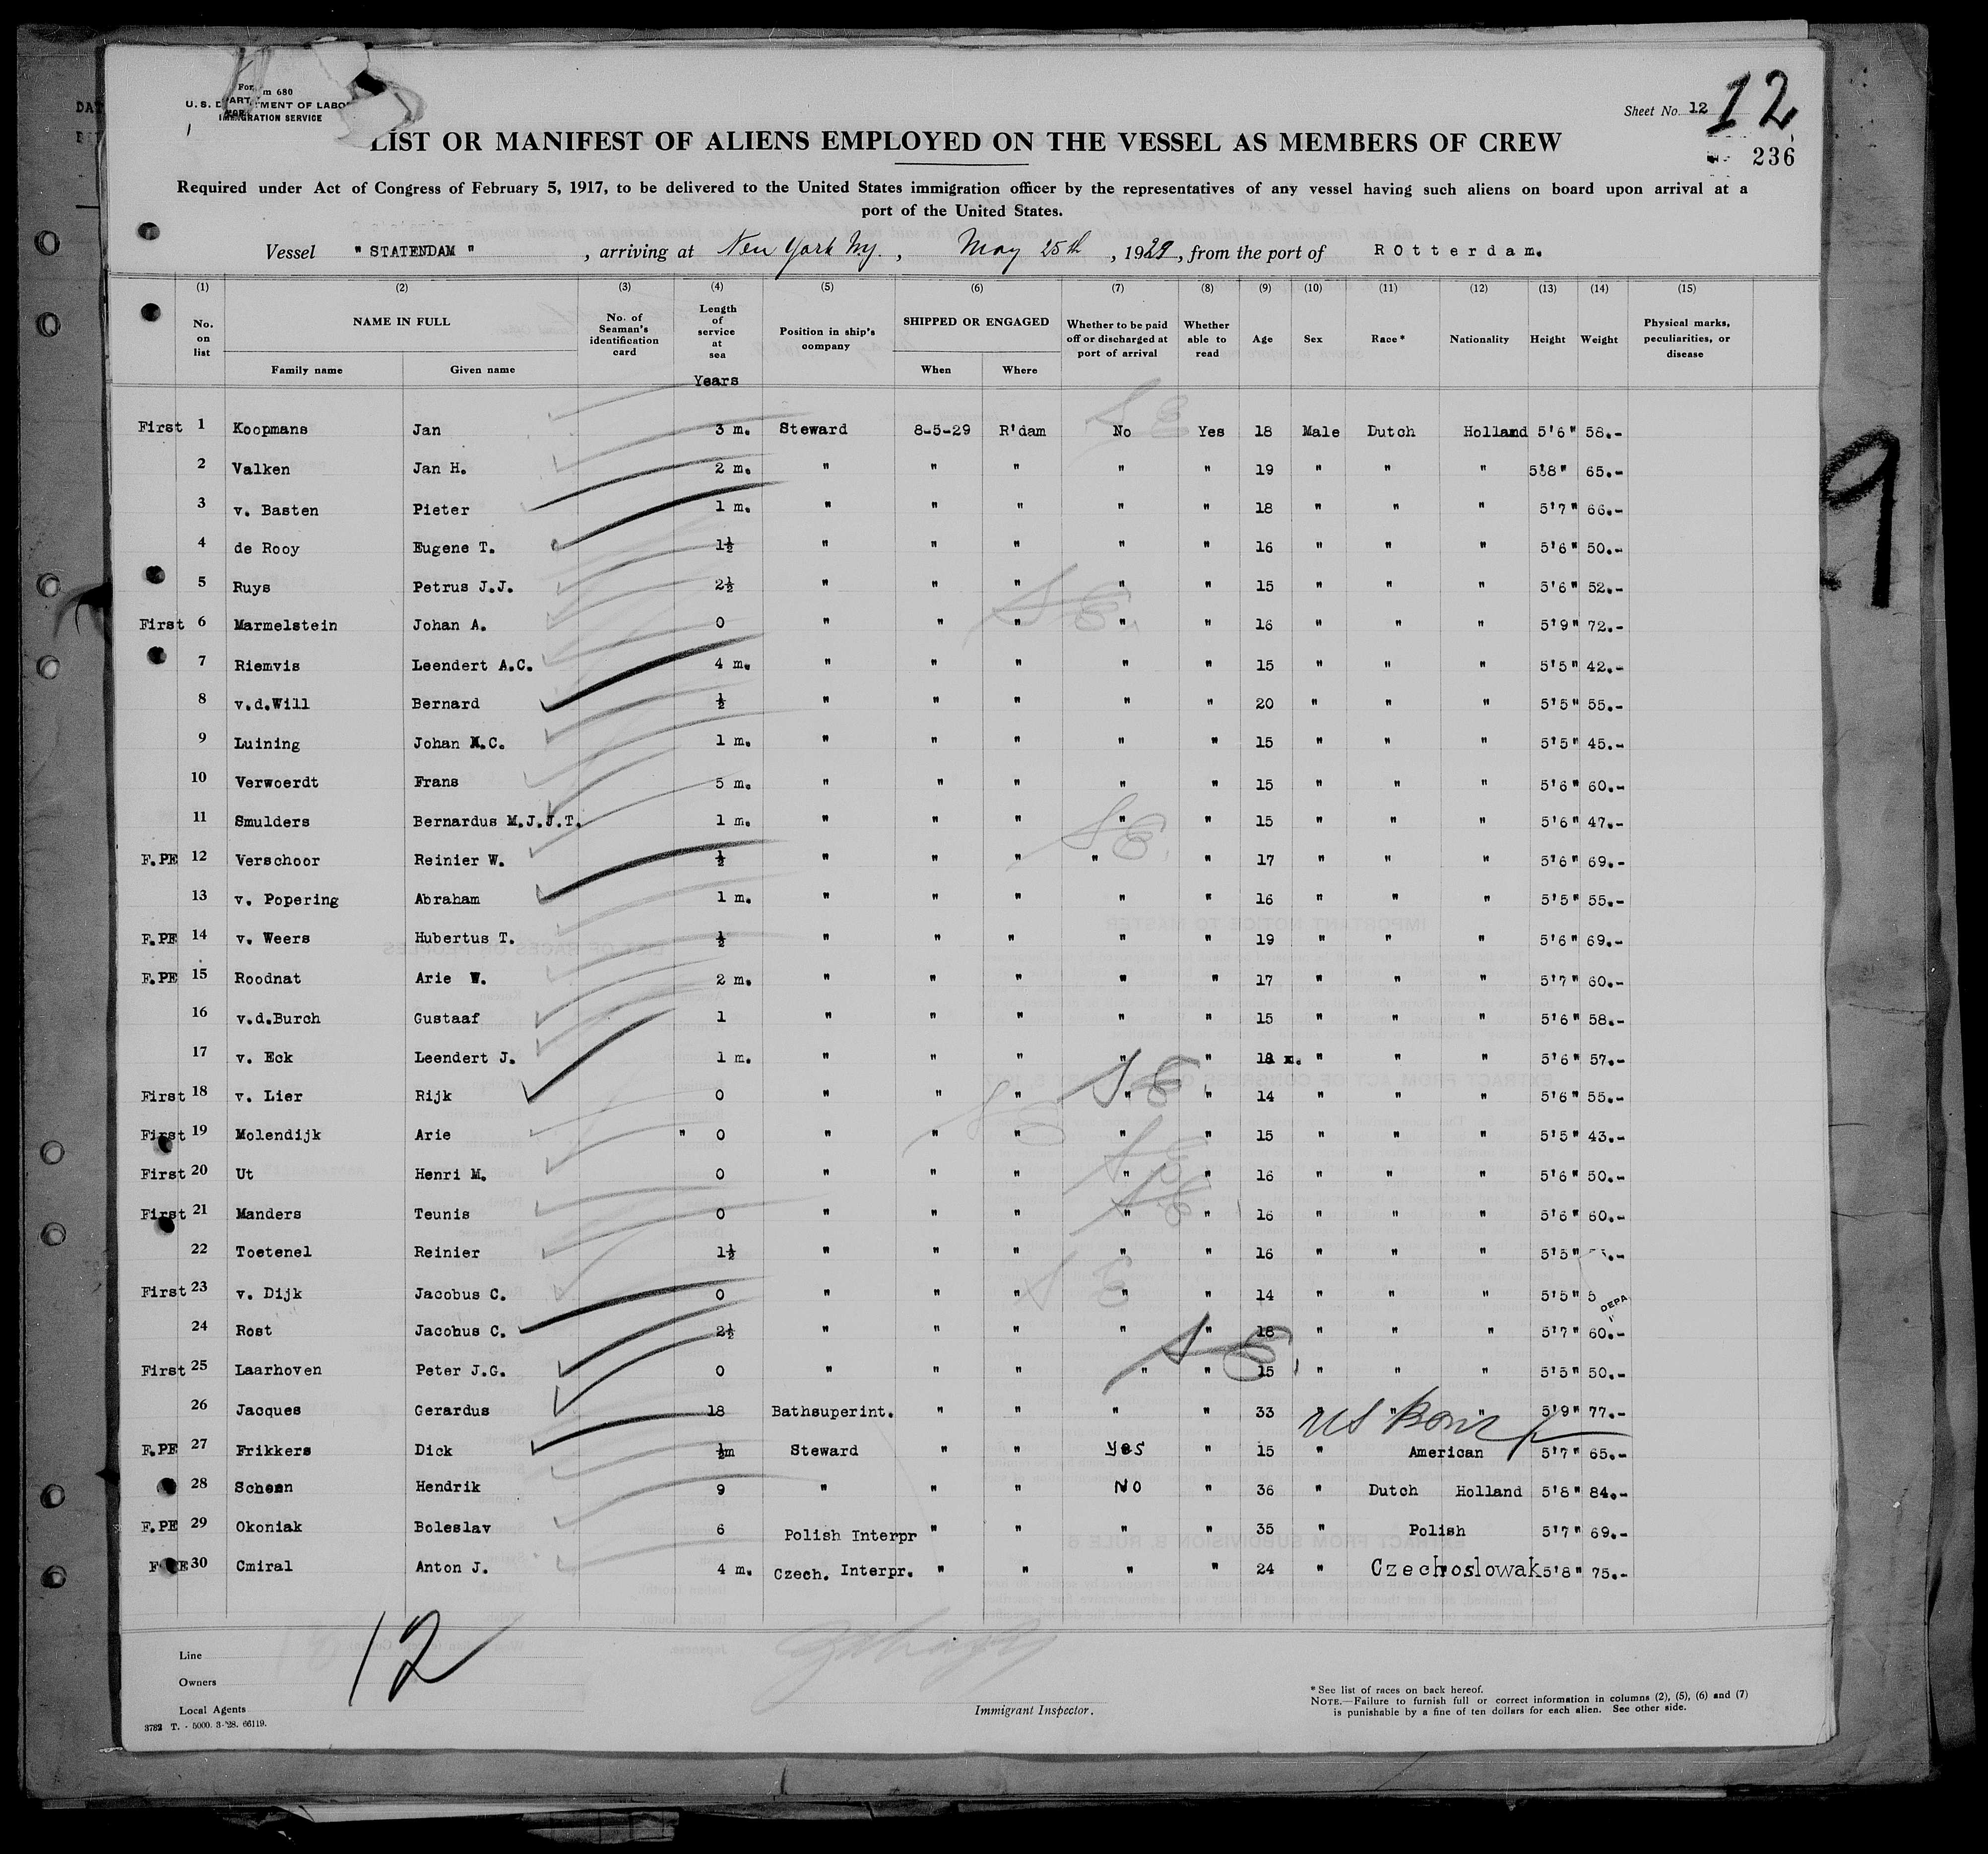 Form 680
U. S. DEPARTMENT OF LABOR
IMMIGRATION SERVICE
Sheet No. 12
12
236
LIST OR MANIFEST OF ALIENS EMPLOYED ON THE VESSEL AS MEMBERS OF CREW
Required under Act of Congress of February 5, 1917, to be delivered to the United States immigration officer by the representatives of any vessel having such aliens on board upon arrival at a
port of the United States.
Vessel " STATENDAM " , arriving at New York N.Y. , May 25th , 1929, from the port of ROtterdam.
(1) (2) (3) (4) (5) (6) (7) (8) (9) (10) (11) (12) (13) (14) (15)
No. on list NAME IN FULL Family name Given name No. of Seaman's identification card Length of service at sea Years Position in ship's company SHIPPED OR ENGAGED When Where Whether to be paid off or discharged at port of arrival Whether able to read Age Sex Race* Nationality Height Weight Physical marks, peculiarities, or disease
First 1 Koopmans Jan 3 m. Steward 8-5-29 R'dam No Yes 18 Male Dutch Holland 5'6" 58.-
2 Valken Jan H. 2 m. " " " " " 19 " " " 5'8" 65.-
3 v. Basten Pieter 1 m. " " " " " 18 " " " 5'7" 66.-
4 de Rooy Eugene T. 1½ " " " " " 16 " " " 5'6" 50.-
5 Ruys Petrus J.J. 2½ " " " " " 15 " " " 5'6" 52.-
First 6 Marmelstein Johan A. 0 " " " " " 16 " " " 5'9" 72.-
7 Riemvis Leendert A.C. 4 m. " " " " " 15 " " " 5'5" 42.-
8 v.d.Will Bernard ½ " " " " " 20 " " " 5'5" 55.-
9 Luining Johan M.C. 1 m. " " " " " 15 " " " 5'5" 45.-
10 Verwoerdt Frans 5 m. " " " " " 15 " " " 5'6" 60.-
11 Smulders Bernardus M.J.J.T. 1 m. " " " " " 15 " " " 5'6" 47.-
F.PE 12 Verschoor Reinier W. ½ " " " " " 17 " " " 5'6" 69.-
13 v. Popering Abraham 1 m. " " " " " 16 " " " 5'5" 55.-
F.PE 14 v. Weers Hubertus T. ½ " " " " " 19 " " " 5'6" 69.-
F.PE 15 Roodnat Arie W. 2 m. " " " " " 17 " " " 5'7" 60.-
16 v.d.Burch Gustaaf 1 " " " " " 15 " " " 5'6" 58.-
17 v. Eck Leendert J. 1 m. " " " " " " " " 5'6" 57.-
First 18 v. Lier Rijk 0 " " " " " 14 " " " 5'6" 55.-
First 19 Molendijk Arie " 0 " " " " " 15 " " " 5'5" 43.-
First 20 Ut Henri M. 0 " " " " " 16 " " " 5'6" 50.-
First 21 Manders Teunis 0 " " " " " 16 " " " 5'6" 60.-
22 Toetenel Reinier 1½ " " " " " 16 " " " 5'5"
First 23 v. Dijk Jacobus C. 0 " " " " " 14 " " " 5'5" 5
24 Rost Jacobus C. 2½ " " " " " 18 " " " 5'7" 60.-
First 25 Laarhoven Peter J.G. 0 " " " " " 15 " " " 5'5" 50.-
26 Jacques Gerardus 18 Bathsuperint. " " " " 33 " " " 5'9" 77.-
US Born
F.PE 27 Frikkers Dick ½m Steward " " Yes " 15 " American 5'7" 65.-
28 Hendrik 9 " " " NO " 36 " Dutch Holland 5'8" 84.-
F.PE 29 Okoniak Boleslav 6 Polish Interpr " " " " 35 " Polish 5'7" 69.-
30 Cmiral Anton J. 4 m. Czech. Interpr. " " " " 24 " Czechoslowak 5'8" 75.-
SE
SE
SE
SE
SE
SE
SE
SE
SE
DEPA
9
12
Line
Owners
Local Agents
3782 T. - 5000. 3-'28. 66119.
Immigrant Inspector.
*See list of races on back hereof.
NOTE.—Failure to furnish full or correct information in columns (2), (5), (6) and (7)
is punishable by a fine of ten dollars for each alien. See other side.